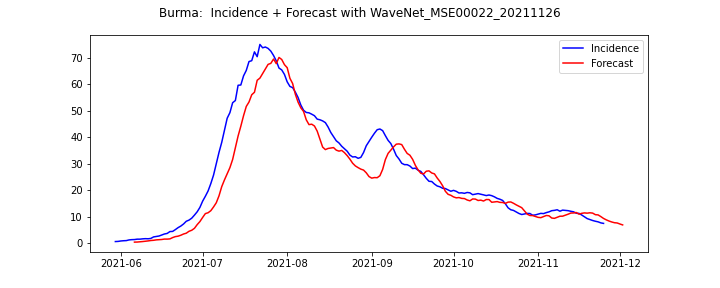 Burma:  Incidence + Forecast with WaveNet_MSE00022_20211126
Incidence
Forecast
70
60
50
40
30
20
10
0
2021-06 2021-07 2021-08 2021-09 2021-10 2021-11 2021-12